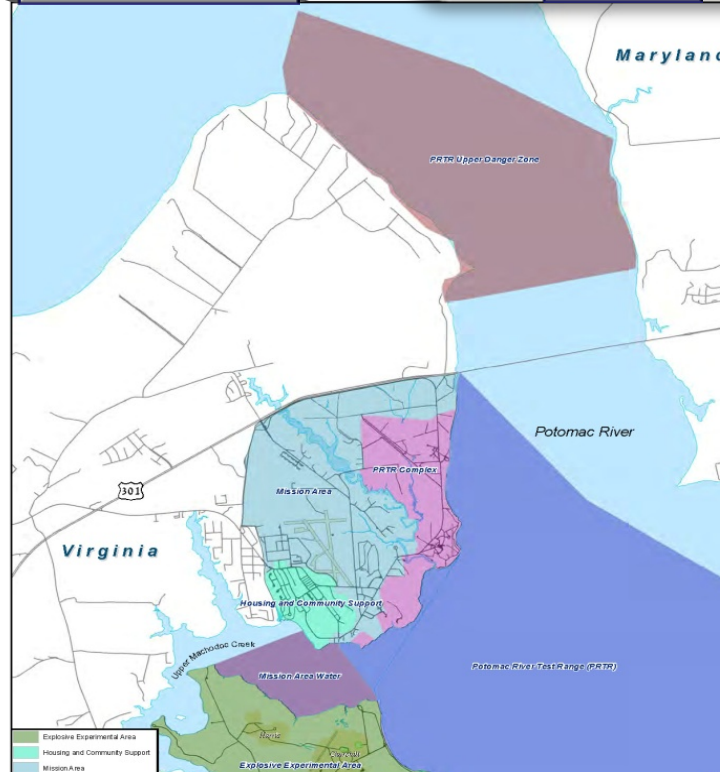 Maryland
PRTR Upper Danger Zone
Potomac River
PRTR Complex
Mission Area
301
Virginia
Housing and Community Support
Upper Machodoc Creek
Potomac River Test Range (PRTR)
Mission Area Water
Explosive Experimental Area
Explosive Experimental Area
Housing and Community Support
Mission Area